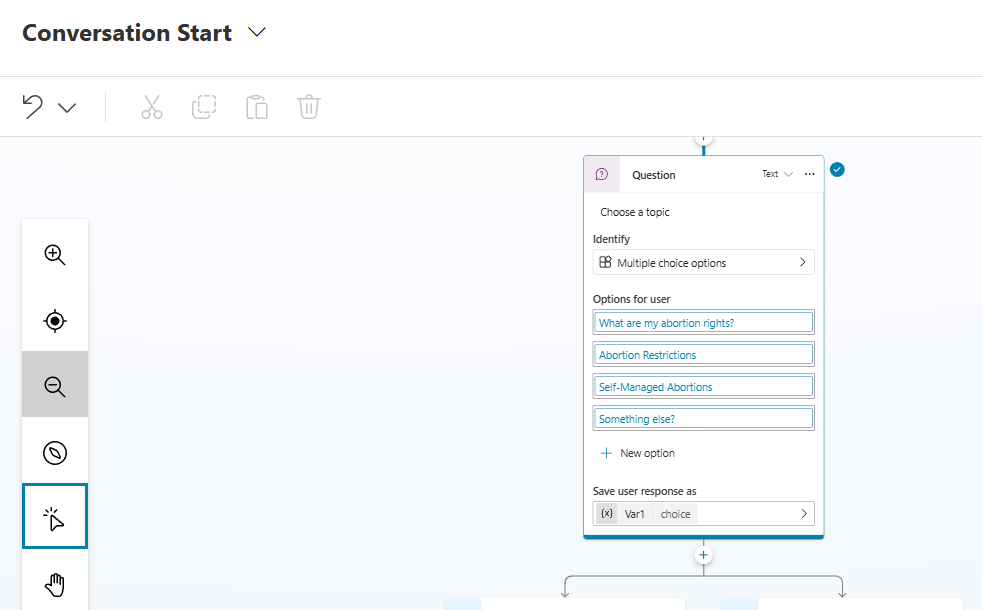 Conversation Start
Question
Text
Choose a topic
Identify
Multiple choice options
Options for user
What are my abortion rights?
Abortion Restrictions
Self-Managed Abortions
Something else?
New option
Save user response as
{x} Var1 choice